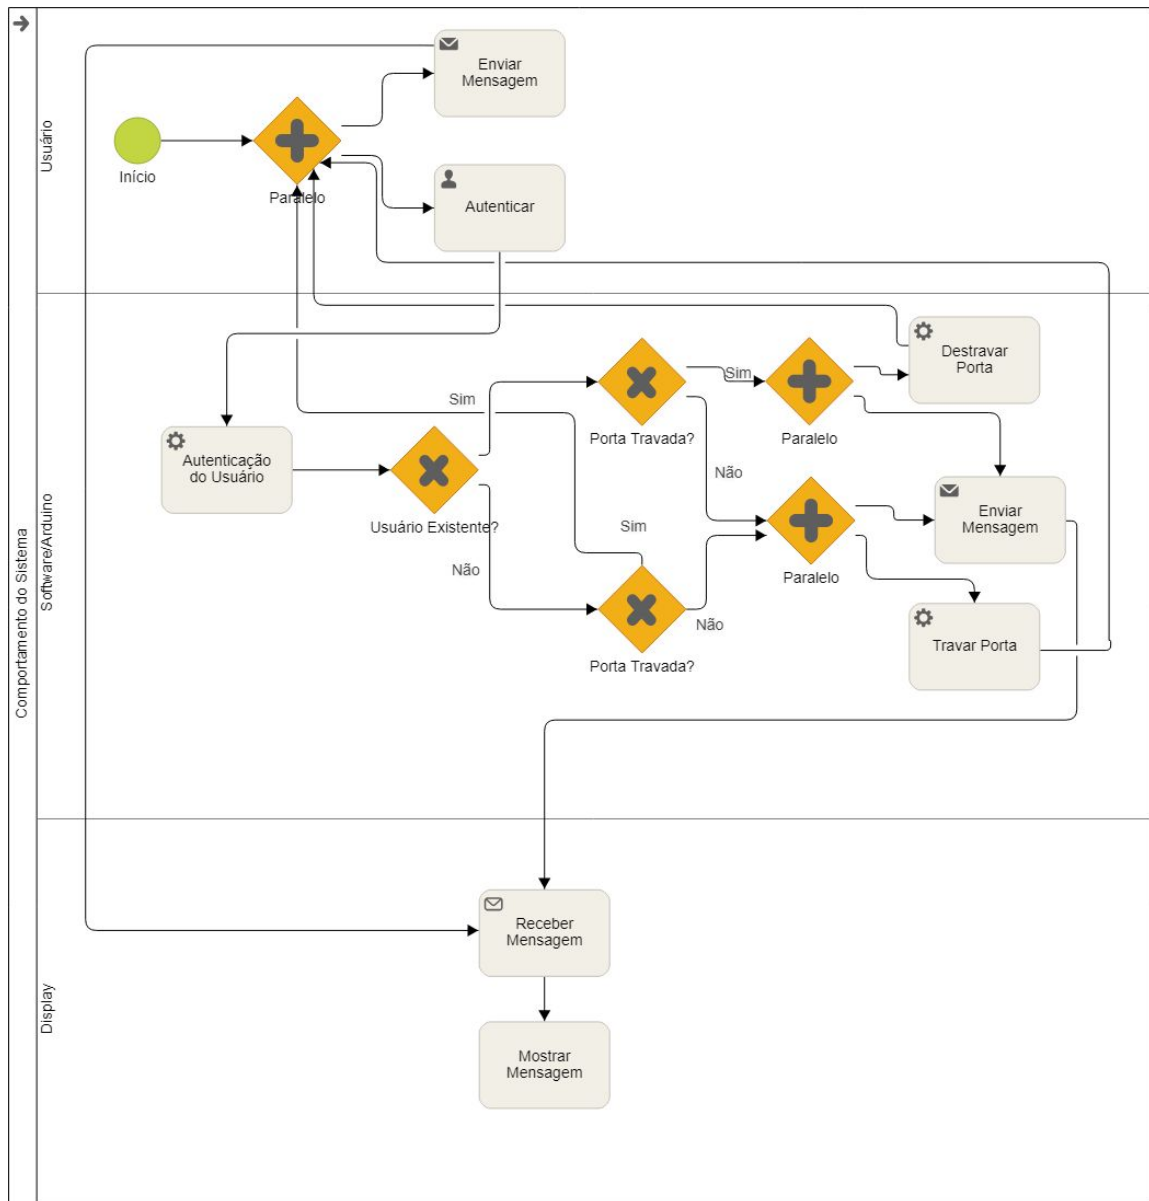 Comportamento do Sistema
Usuário
Enviar
Mensagem
Início
Paralelo
Autenticar
Software/Arduino
Destravar
Porta
Sim
Sim
Porta Travada?
Paralelo
Autenticação
do Usuário
Não
Usuário Existente?
Enviar
Mensagem
Sim
Não
Paralelo
Não
Porta Travada?
Travar Porta
Display
Receber
Mensagem
Mostrar
Mensagem